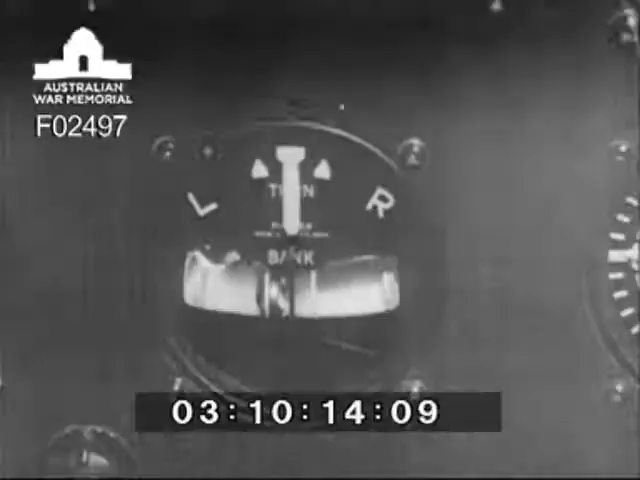 AUSTRALIAN
WAR MEMORIAL
F02497
L TURN R
BANK
03:10:14:09